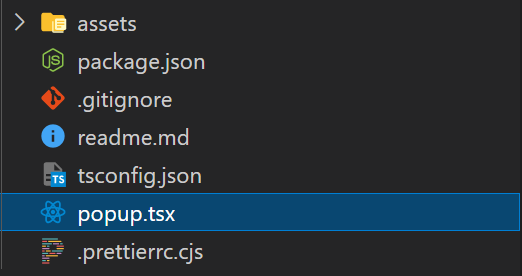 assets
package.json
.gitignore
readme.md
tsconfig.json
popup.tsx
.prettierrc.cjs